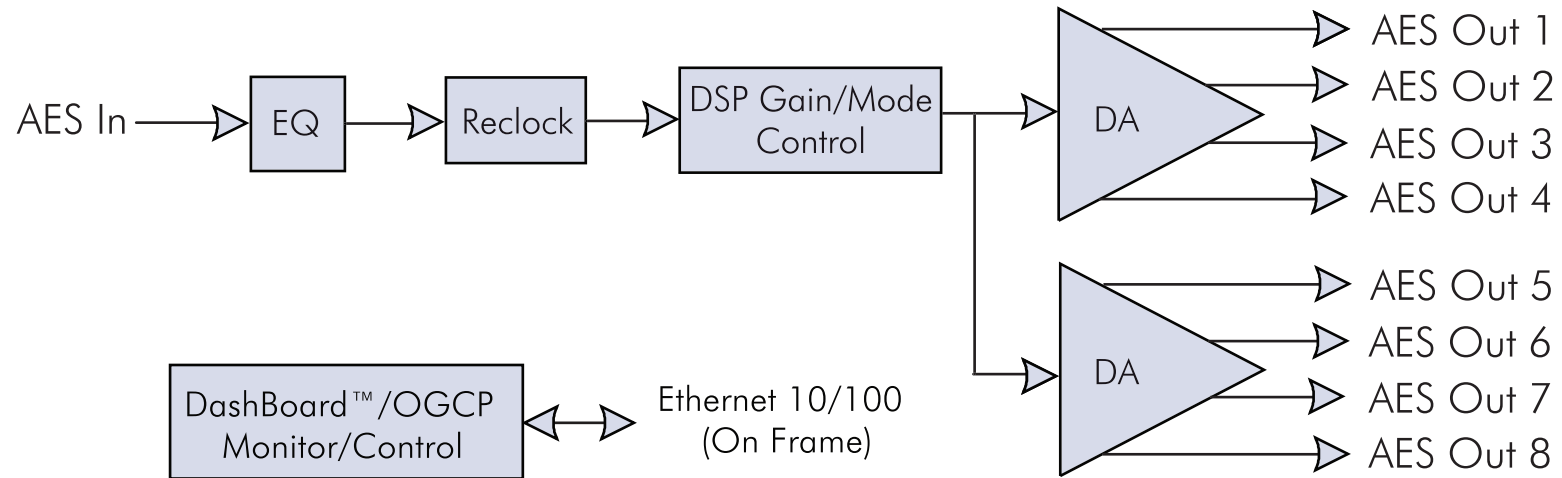 AES In
EQ
Reclock
DSP Gain/Mode
Control
DA
AES Out 1
AES Out 2
AES Out 3
AES Out 4
DA
AES Out 5
AES Out 6
AES Out 7
AES Out 8
DashBoard™/OGCP
Monitor/Control
Ethernet 10/100
(On Frame)